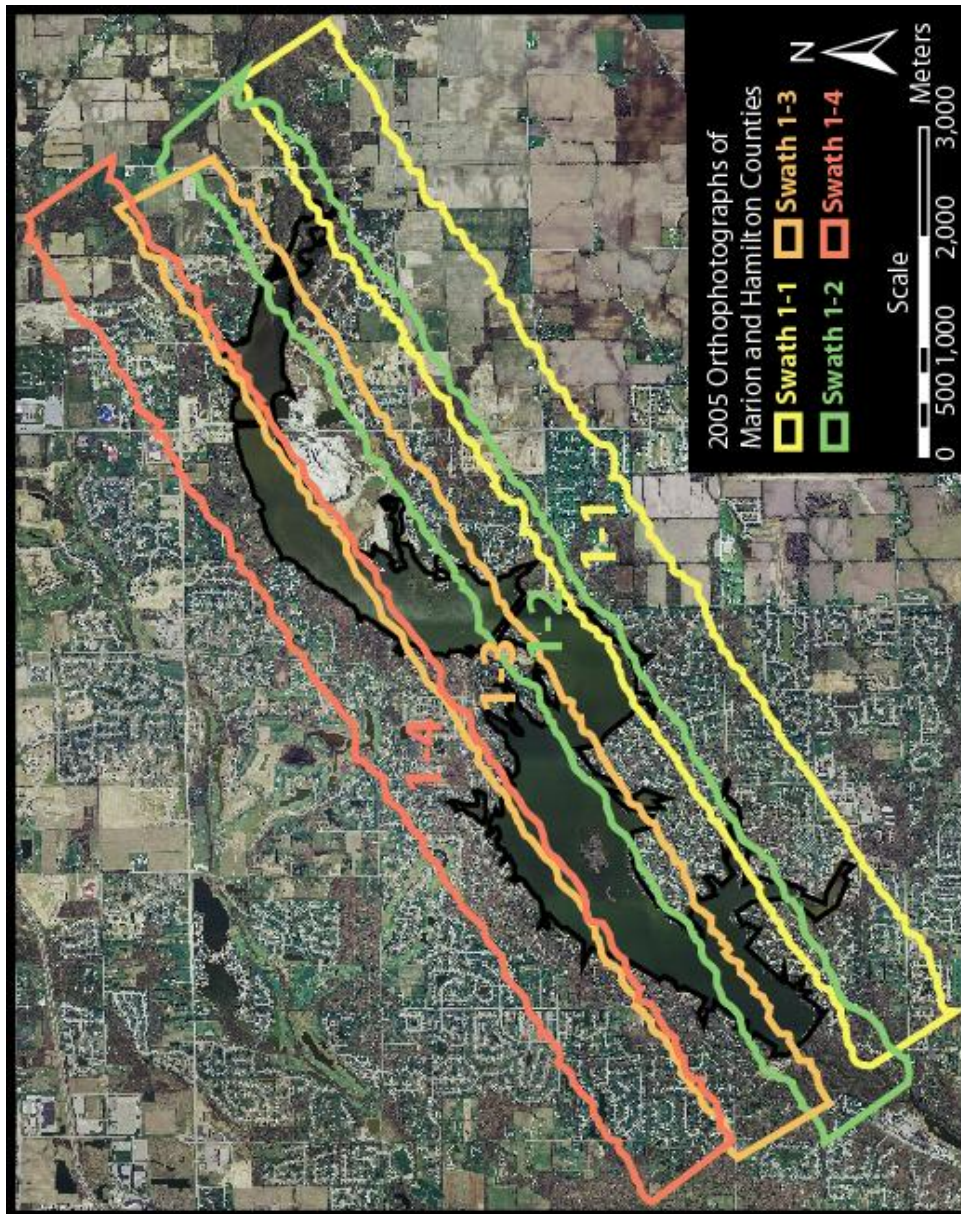 2005 Orthophotographs of
Marion and Hamilton Counties
N
Swath 1-1
Swath 1-3
Swath 1-2
Swath 1-4
Scale
0 500 1,000 2,000 3,000
Meters
1-4
1-3
1-2
1-1